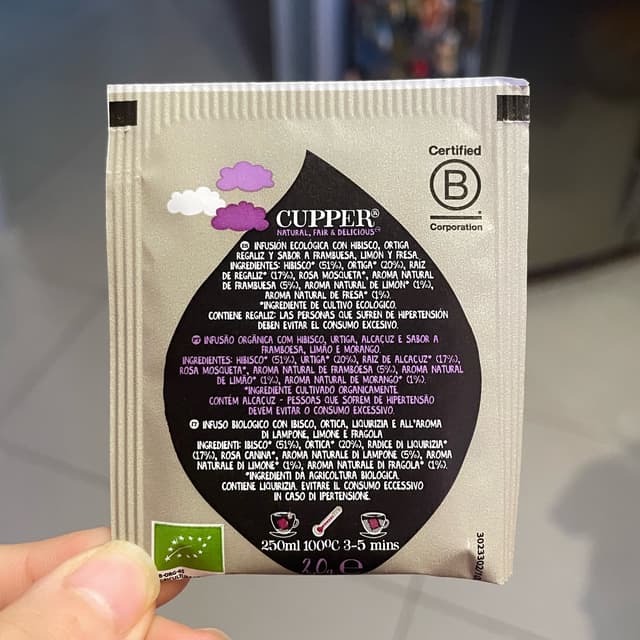 Certified
B
Corporation
CUPPER®
NATURAL, FAIR & DELICIOUS
ES INFUSIÓN ECOLÓGICA CON HIBISCO, ORTIGA
REGALIZ Y SABOR A FRAMBUESA, LIMÓN Y FRESA.
INGREDIENTES: HIBISCO* (51%), ORTIGA* (20%), RAÍZ
DE REGALIZ* (17%), ROSA MOSQUETA*, AROMA NATURAL
DE FRAMBUESA (5%), AROMA NATURAL DE LIMÓN* (1%),
AROMA NATURAL DE FRESA* (1%).
*INGREDIENTE DE CULTIVO ECOLÓGICO.
CONTIENE REGALIZ: LAS PERSONAS QUE SUFREN DE HIPERTENSIÓN
DEBEN EVITAR EL CONSUMO EXCESIVO.
PT INFUSÃO ORGÂNICA COM HIBISCO, URTIGA, ALCAÇUZ E SABOR A
FRAMBOESA, LIMÃO E MORANGO.
INGREDIENTES: HIBISCO* (51%), URTIGA* (20%), RAIZ DE ALCAÇUZ* (17%),
ROSA MOSQUETA*, AROMA NATURAL DE FRAMBOESA (5%), AROMA NATURAL
DE LIMÃO* (1%), AROMA NATURAL DE MORANGO* (1%).
*INGREDIENTE CULTIVADO ORGANICAMENTE.
CONTÉM ALCAÇUZ - PESSOAS QUE SOFREM DE HIPERTENSÃO
DEVEM EVITAR O CONSUMO EXCESSIVO.
IT INFUSO BIOLOGICO CON IBISCO, ORTICA, LIQUIRIZIA E ALL'AROMA
DI LAMPONE, LIMONE E FRAGOLA
INGREDIENTI: IBISCO* (51%), ORTICA* (20%), RADICE DI LIQUIRIZIA*
(17%), ROSA CANINA*, AROMA NATURALE DI LAMPONE (5%), AROMA
NATURALE DI LIMONE* (1%), AROMA NATURALE DI FRAGOLA* (1%).
*INGREDIENTI DA AGRICOLTURA BIOLOGICA.
CONTIENE LIQUIRIZIA. EVITARE IL CONSUMO ECCESSIVO
IN CASO DI IPERTENSIONE.
250ml 100ºC 3-5 mins
2.0g e
30233/02/